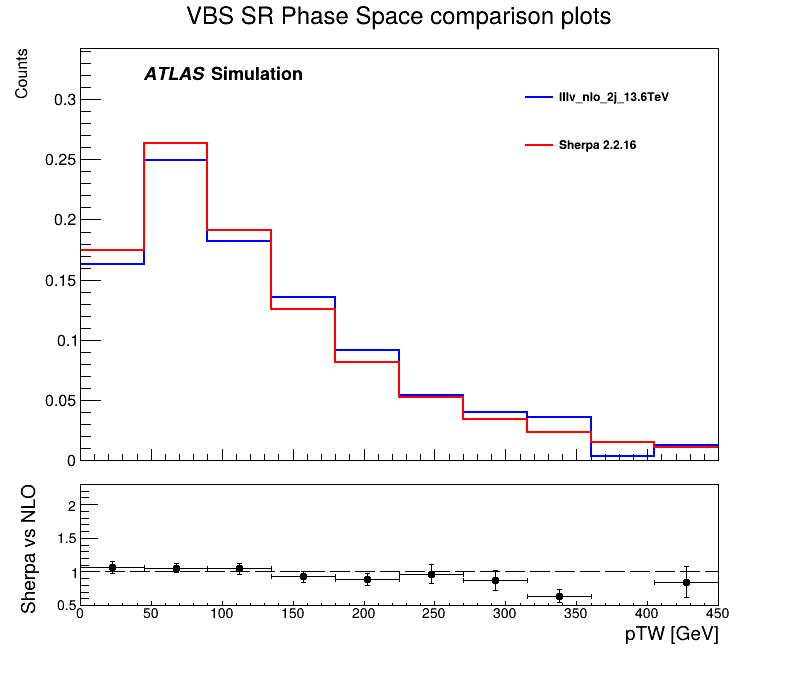 VBS SR Phase Space comparison plots
Counts
ATLAS Simulation
lllv_nlo_2j_13.6TeV
Sherpa 2.2.16
0.3
0.25
0.2
0.15
0.1
0.05
0
Sherpa vs NLO
2
1.5
1
0.5
0 50 100 150 200 250 300 350 400 450
pTW [GeV]